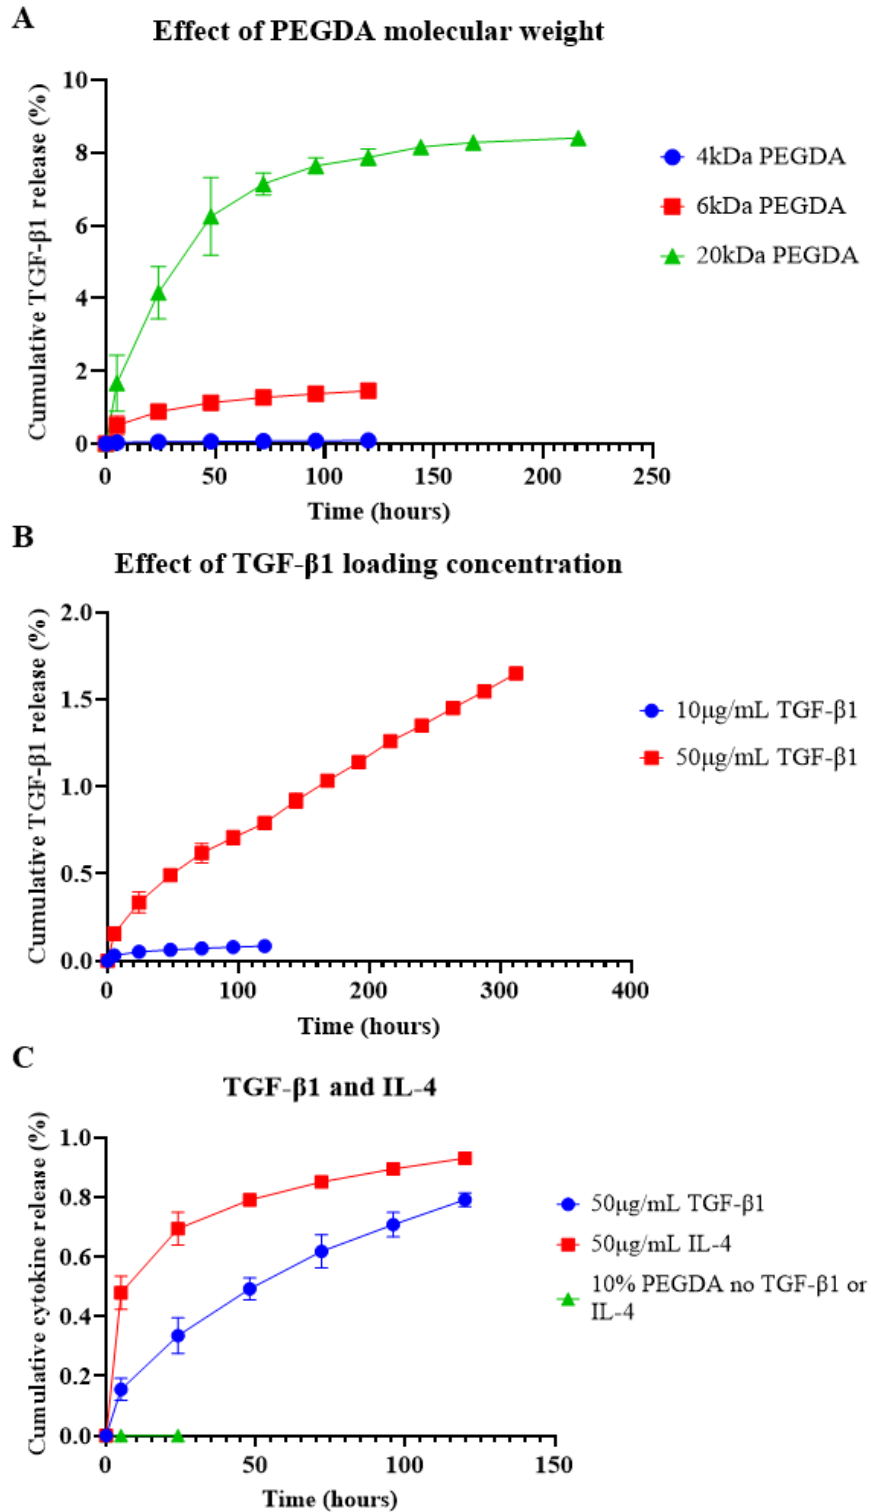 A
Effect of PEGDA molecular weight
Cumulative TGF-β1 release (%)
10
8
6
4
2
0
0 50 100 150 200 250
Time (hours)
4kDa PEGDA
6kDa PEGDA
20kDa PEGDA
B
Effect of TGF-β1 loading concentration
Cumulative TGF-β1 release (%)
2.0
1.5
1.0
0.5
0.0
0 100 200 300 400
Time (hours)
10μg/mL TGF-β1
50μg/mL TGF-β1
C
TGF-β1 and IL-4
Cumulative cytokine release (%)
1.0
0.8
0.6
0.4
0.2
0.0
0 50 100 150
Time (hours)
50μg/mL TGF-β1
50μg/mL IL-4
10% PEGDA no TGF-β1 or
IL-4